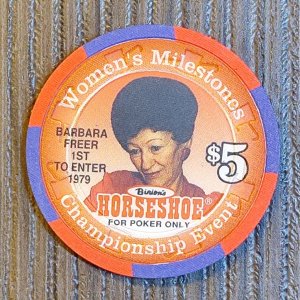 Women's Milestones
BARBARA
FREER
1ST
TO ENTER
1979
$5
Binion's
HORSESHOE®
FOR POKER ONLY
Championship Event